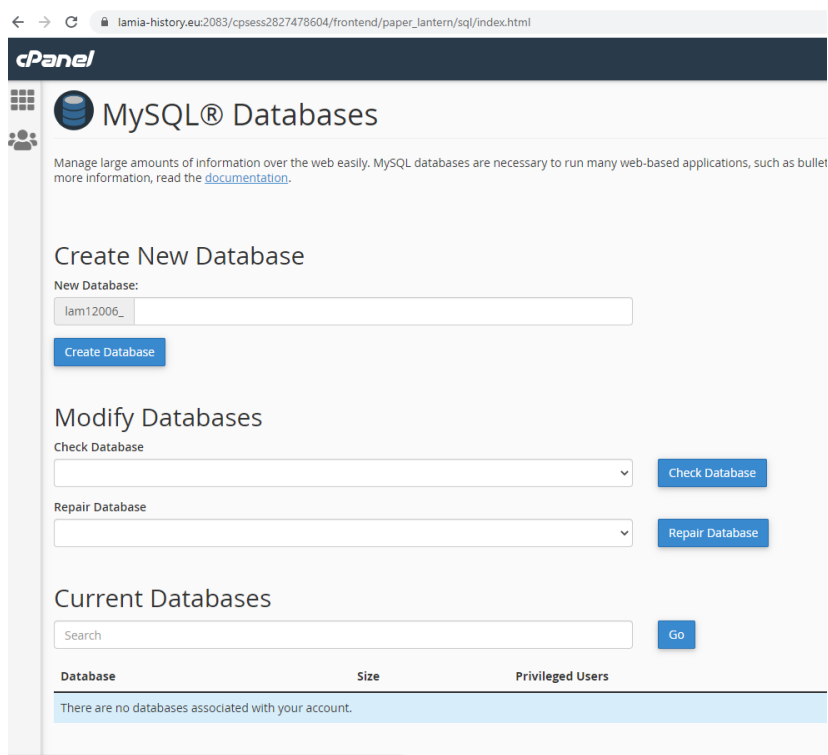 lamia-history.eu:2083/cpsess2827478604/frontend/paper_lantern/sql/index.html
cPanel
MySQL® Databases
Manage large amounts of information over the web easily. MySQL databases are necessary to run many web-based applications, such as bullet
more information, read the documentation.
Create New Database
New Database:
lam12006_
Create Database
Modify Databases
Check Database
Check Database
Repair Database
Repair Database
Current Databases
Search
Go
Database Size Privileged Users
There are no databases associated with your account.